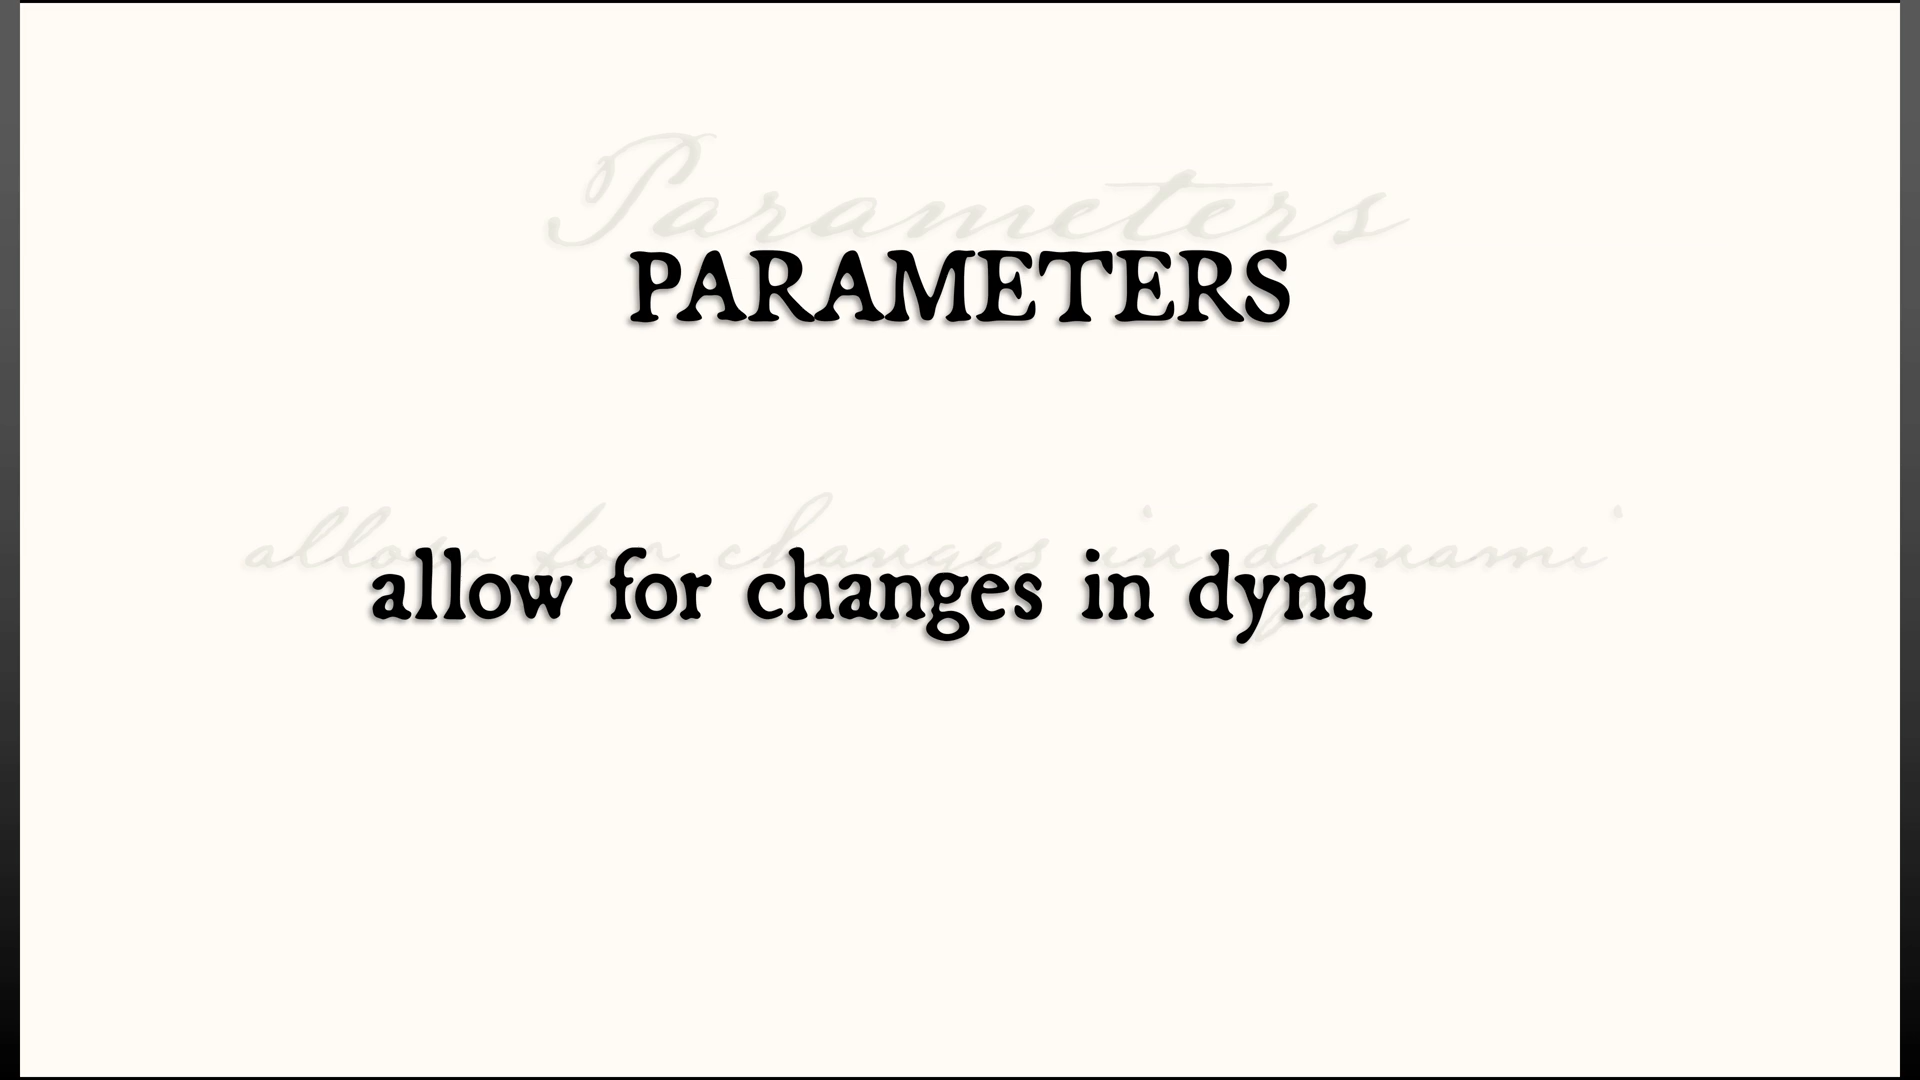 Parameters
PARAMETERS
allow for changes in dynami
allow for changes in dyna